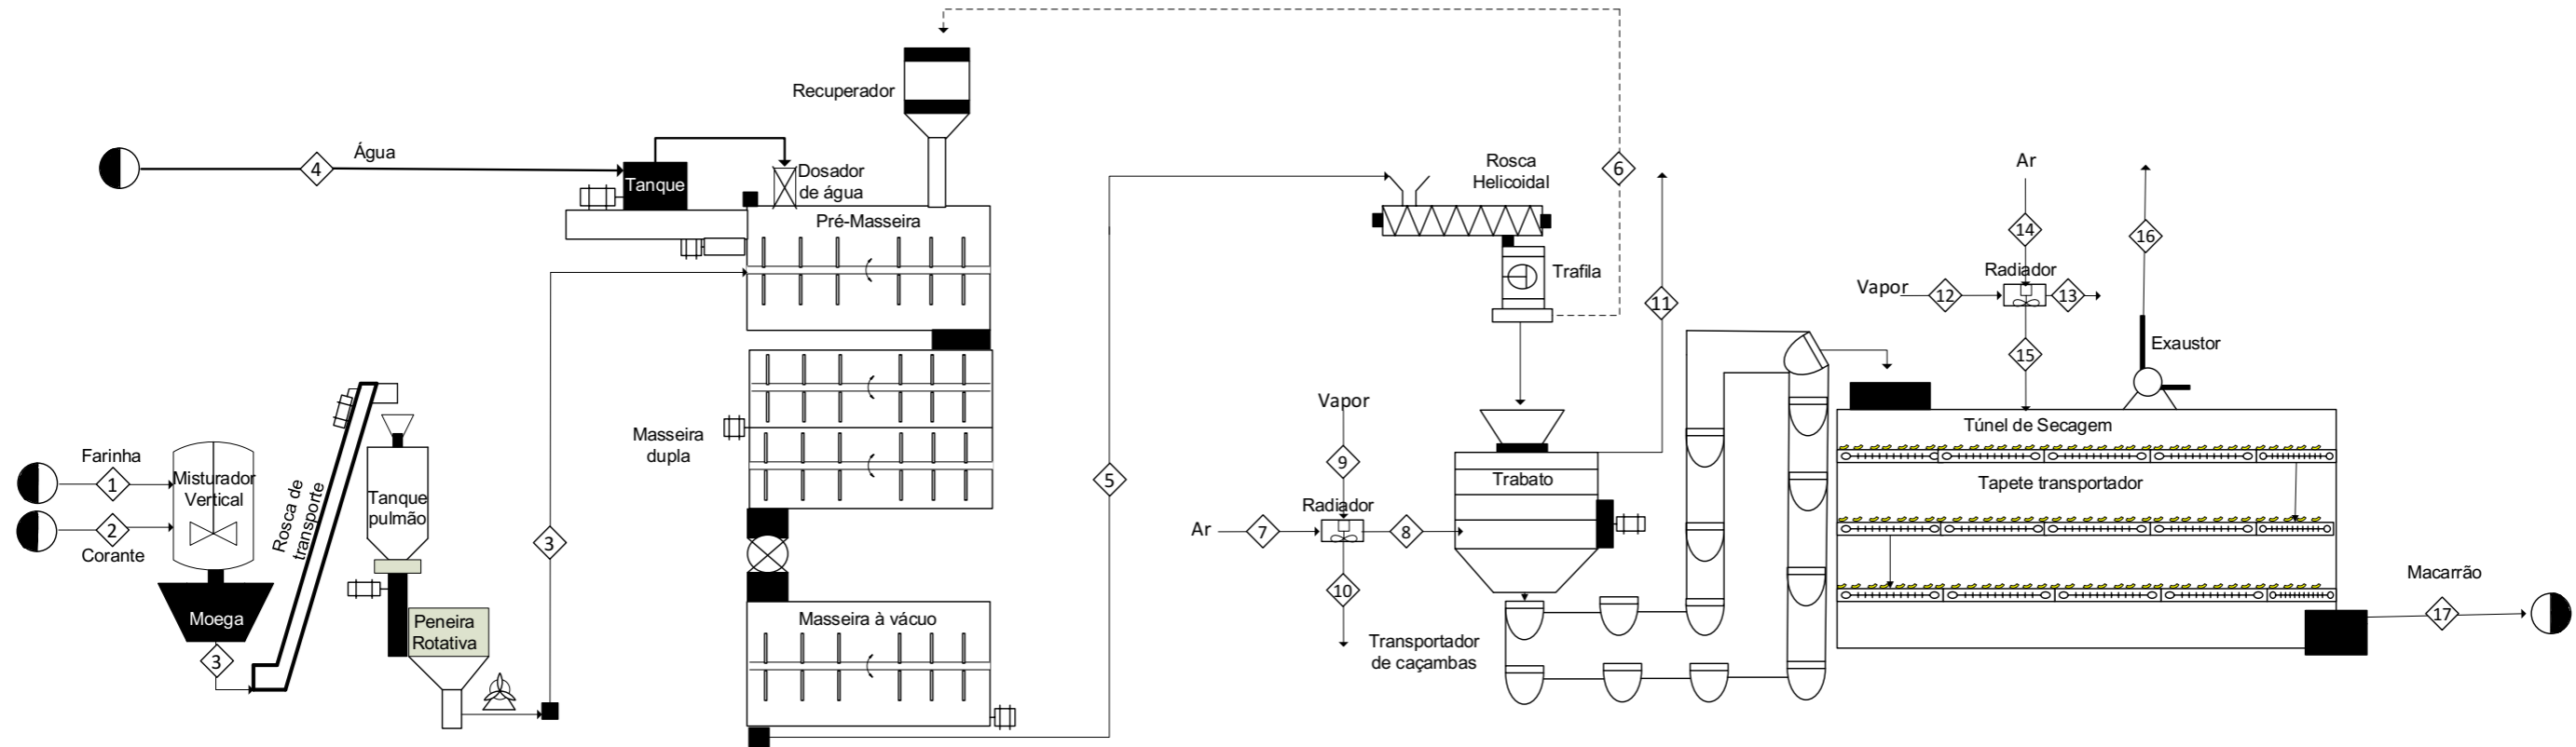 Recuperador
Água
4
Tanque
Dosador
de água
Pré-Masseira
Farinha
1
2
Corante
Misturador
Vertical
Moega
3
Rosca de
transporte
Tanque
pulmão
Peneira
Rotativa
3
Masseira
dupla
Masseira à vácuo
5
Rosca
Helicoidal
6
Trafila
11
Vapor
9
Radiador
Ar
7
8
10
Trabato
Transportador
de caçambas
Ar
14
Radiador
Vapor
12
13
15
16
Exaustor
Túnel de Secagem
Tapete transportador
Macarrão
17